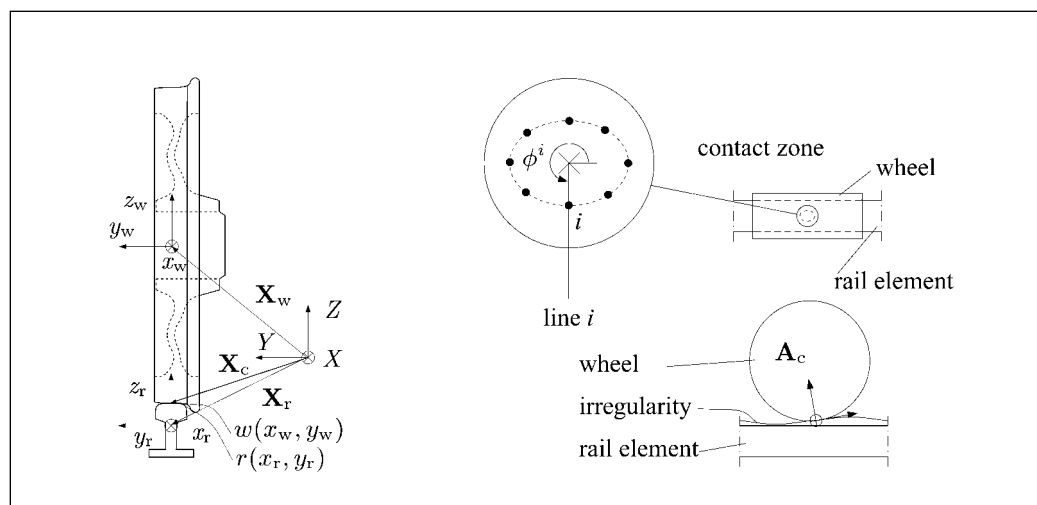 z_w
y_w
x_w
X_w
Z
Y
X
X_c
X_r
z_r
y_r
x_r
w(x_w, y_w)
r(x_r, y_r)
ϕ^i
i
line i
contact zone
wheel
rail element
wheel
A_c
irregularity
rail element